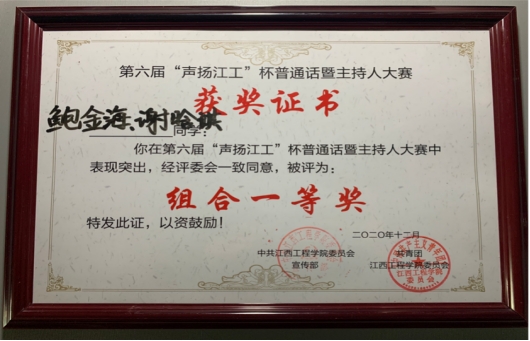 第六届“声扬江工”杯普通话暨主持人大赛
获奖证书
鲍金海、谢晗琪
同学:
你在第六届“声扬江工”杯普通话暨主持人大赛中
表现突出，经评委会一致同意，被评为:
组合一等奖
特发此证，以资鼓励！
二〇二〇年十二月
中共江西工程学院委员会 共青团
宣传部 江西工程学院委员会